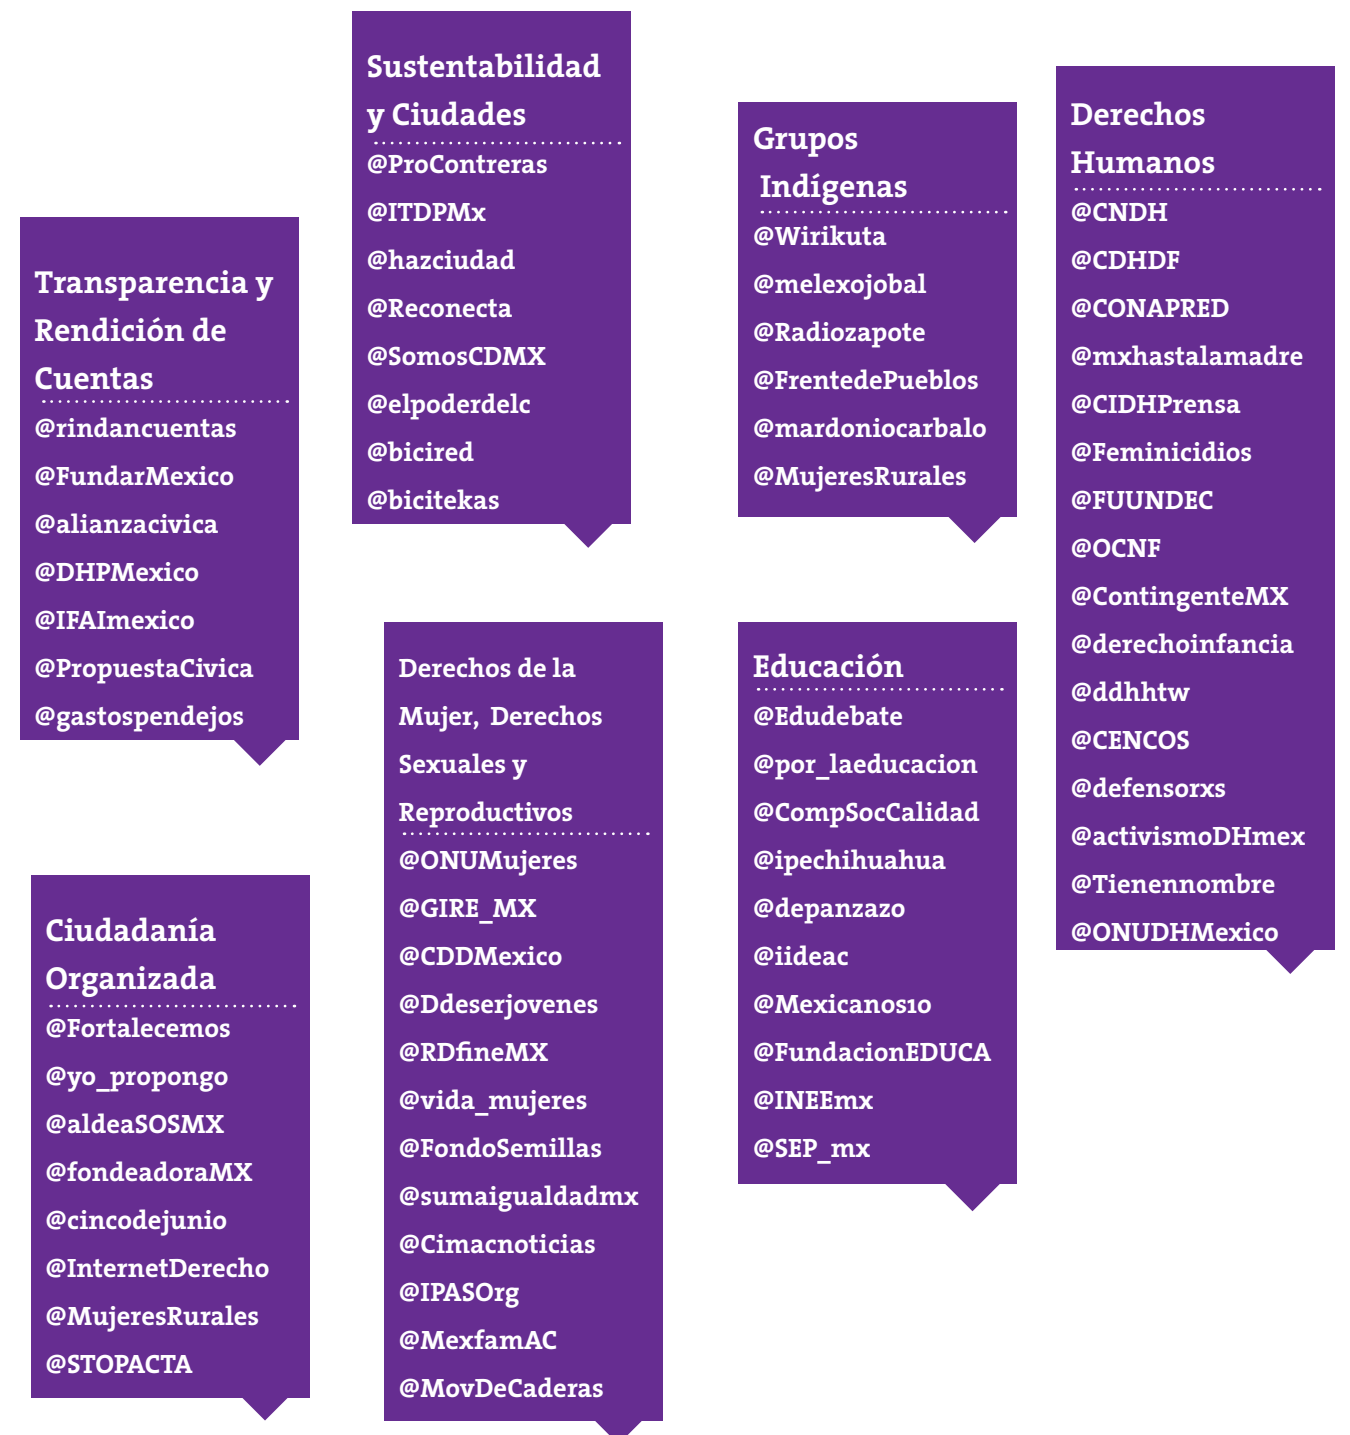 Sustentabilidad
y Ciudades
@ProContreras
@ITDPMx
@hazciudad
@Reconecta
@SomosCDMX
@elpoderdelc
@bicired
@bicitekas
Grupos
Indígenas
@Wirikuta
@melexojobal
@Radiozapote
@FrentedePueblos
@mardoniocarbalo
@MujeresRurales
Derechos
Humanos
@CNDH
@CDHDF
@CONAPRED
@mxhastalamadre
@CIDHPrensa
@Feminicidios
@FUUNDEC
@OCNF
@ContingenteMX
@derechoinfancia
@ddhhtw
@CENCOS
@defensorxs
@activismoDHmex
@Tienennombre
@ONUDHMexico
Transparencia y
Rendición de
Cuentas
@rindancuentas
@FundarMexico
@alianzacivica
@DHPMexico
@IFAImexico
@PropuestaCivica
@gastospendejos
Derechos de la
Mujer, Derechos
Sexuales y
Reproductivos
@ONUMujeres
@GIRE_MX
@CDDMexico
@Ddeserjovenes
@RDfineMX
@vida_mujeres
@FondoSemillas
@sumaigualdadmx
@Cimacnoticias
@IPASOrg
@MexfamAC
@MovDeCaderas
Educación
@Edudebate
@por_laeducacion
@CompSocCalidad
@ipechihuahua
@depanzazo
@iideac
@Mexicanos10
@FundacionEDUCA
@INEEmx
@SEP_mx
Ciudadanía
Organizada
@Fortalecemos
@yo_propongo
@aldeaSOSMX
@fondeadoraMX
@cincodejunio
@InternetDerecho
@MujeresRurales
@STOPACTA